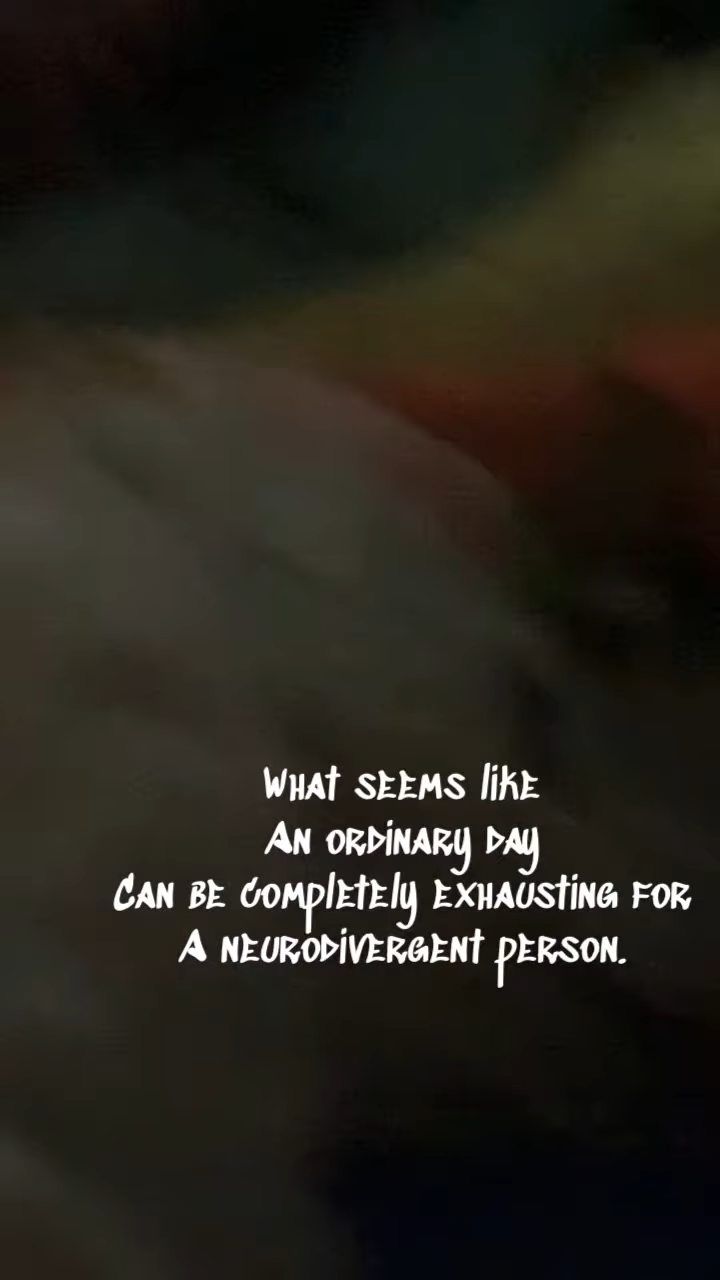 What seems like
An ordinary day
Can be completely exhausting for
A neurodivergent person.